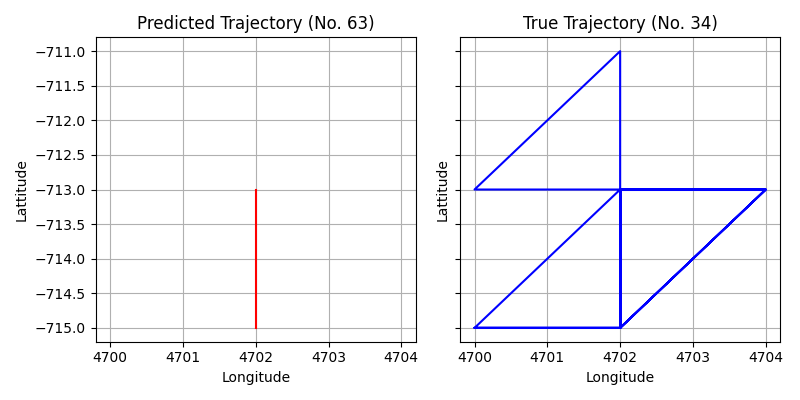 Predicted Trajectory (No. 63)
−711.0
−711.5
−712.0
−712.5
−713.0
−713.5
−714.0
−714.5
−715.0
Lattitude
4700 4701 4702 4703 4704
Longitude
True Trajectory (No. 34)
Lattitude
4700 4701 4702 4703 4704
Longitude